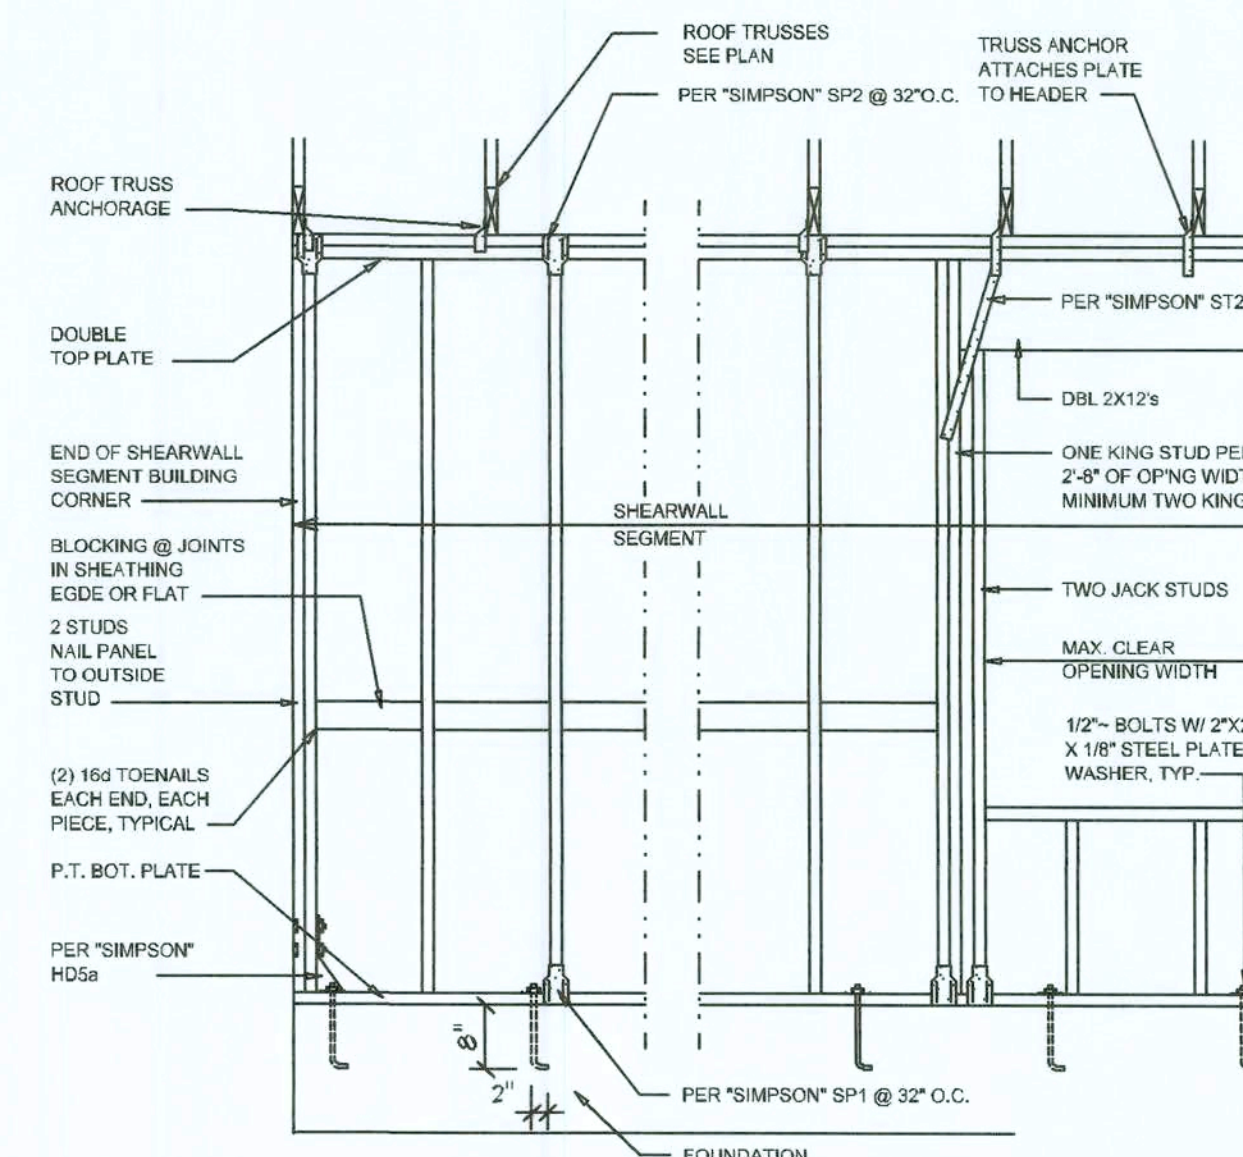 ROOF TRUSSES
SEE PLAN
TRUSS ANCHOR
ATTACHES PLATE
TO HEADER
PER "SIMPSON" SP2 @ 32"O.C.
ROOF TRUSS
ANCHORAGE
PER "SIMPSON" ST2
DOUBLE
TOP PLATE
DBL 2X12's
END OF SHEARWALL
SEGMENT BUILDING
CORNER
ONE KING STUD PE
2'-8" OF OP'NG WID
MINIMUM TWO KING
SHEARWALL
SEGMENT
BLOCKING @ JOINTS
IN SHEATHING
EGDE OR FLAT
TWO JACK STUDS
2 STUDS
NAIL PANEL
TO OUTSIDE
STUD
MAX. CLEAR
OPENING WIDTH
1/2"~ BOLTS W/ 2"X
X 1/8" STEEL PLATE
WASHER, TYP.
(2) 16d TOENAILS
EACH END, EACH
PIECE, TYPICAL
P.T. BOT. PLATE
PER "SIMPSON"
HD5a
8"
2"
PER "SIMPSON" SP1 @ 32" O.C.
FOUNDATION